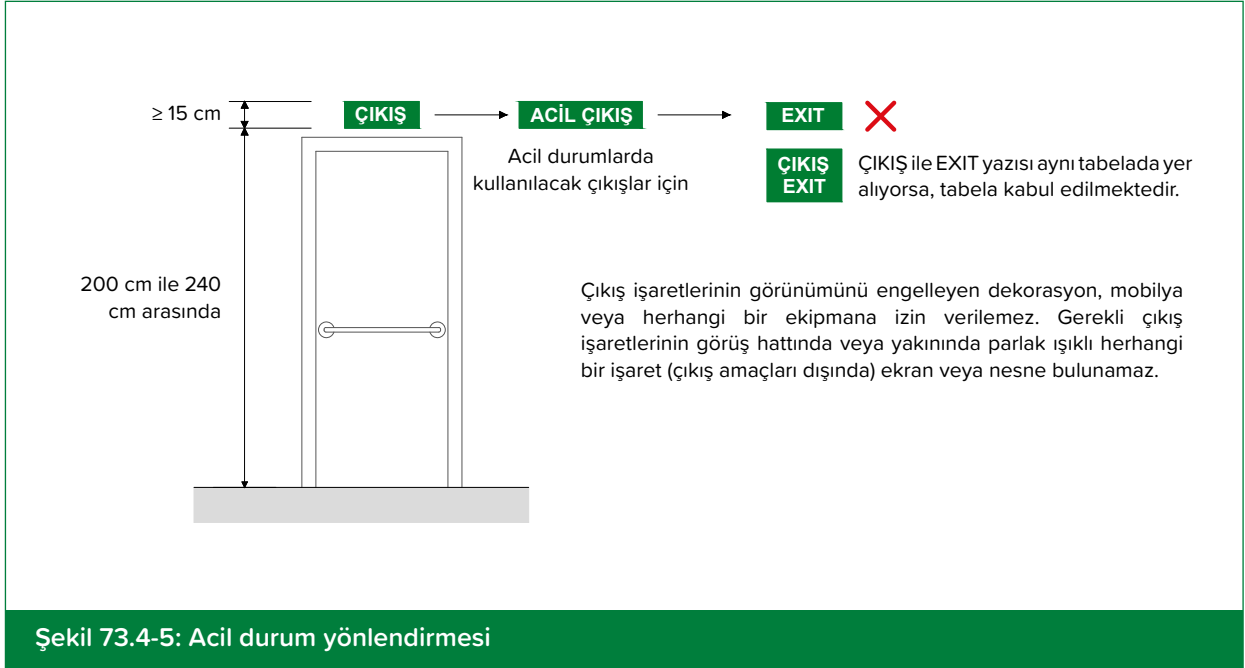 ≥ 15 cm
ÇIKIŞ
ACİL ÇIKIŞ
EXIT
Acil durumlarda
kullanılacak çıkışlar için
ÇIKIŞ
EXIT
ÇIKIŞ ile EXIT yazısı aynı tabelada yer
alıyorsa, tabela kabul edilmektedir.
200 cm ile 240
cm arasında
Çıkış işaretlerinin görünümünü engelleyen dekorasyon, mobilya
veya herhangi bir ekipmana izin verilemez. Gerekli çıkış
işaretlerinin görüş hattında veya yakınında parlak ışıklı herhangi
bir işaret (çıkış amaçları dışında) ekran veya nesne bulunamaz.
Şekil 73.4-5: Acil durum yönlendirmesi